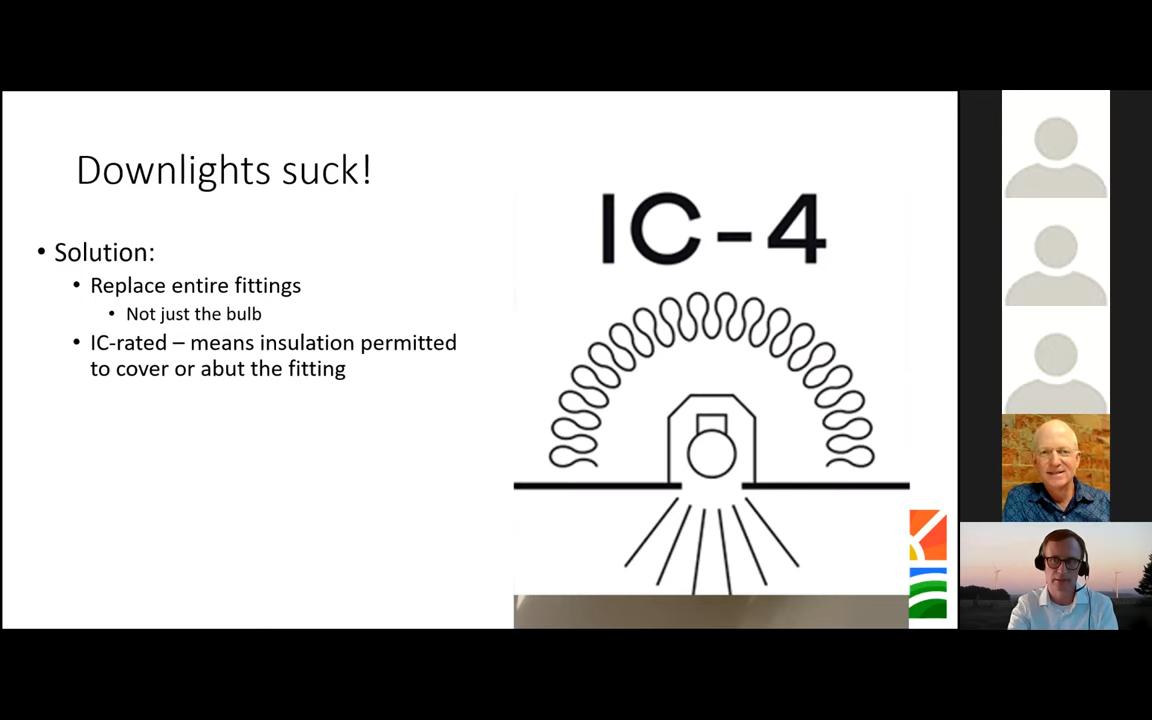 Downlights suck!
• Solution:
• Replace entire fittings
• Not just the bulb
• IC-rated – means insulation permitted
to cover or abut the fitting
IC-4